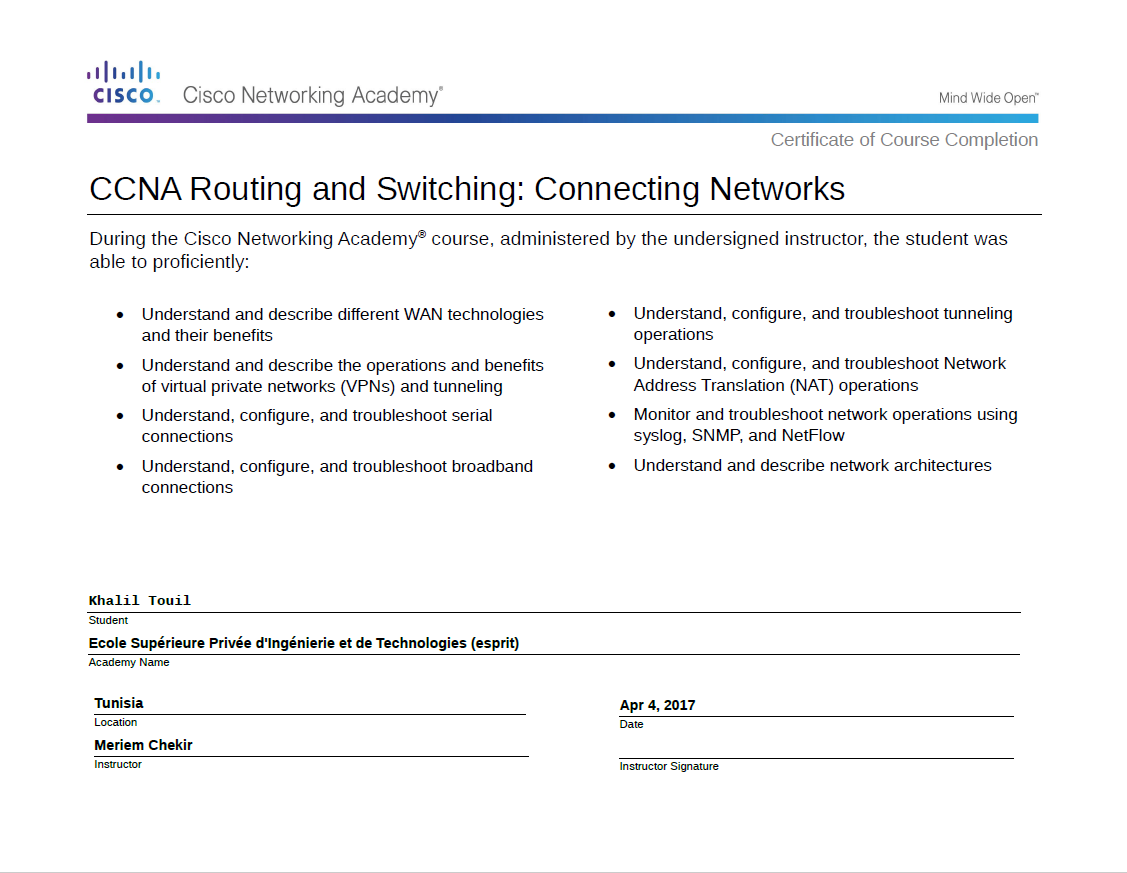 CISCO™ Cisco Networking Academy® Mind Wide Open™
Certificate of Course Completion
CCNA Routing and Switching: Connecting Networks
During the Cisco Networking Academy® course, administered by the undersigned instructor, the student was
able to proficiently:
• Understand and describe different WAN technologies
and their benefits
• Understand and describe the operations and benefits
of virtual private networks (VPNs) and tunneling
• Understand, configure, and troubleshoot serial
connections
• Understand, configure, and troubleshoot broadband
connections
• Understand, configure, and troubleshoot tunneling
operations
• Understand, configure, and troubleshoot Network
Address Translation (NAT) operations
• Monitor and troubleshoot network operations using
syslog, SNMP, and NetFlow
• Understand and describe network architectures
Khalil Touil
Student
Ecole Supérieure Privée d'Ingénierie et de Technologies (esprit)
Academy Name
Tunisia
Location
Apr 4, 2017
Date
Meriem Chekir
Instructor
Instructor Signature